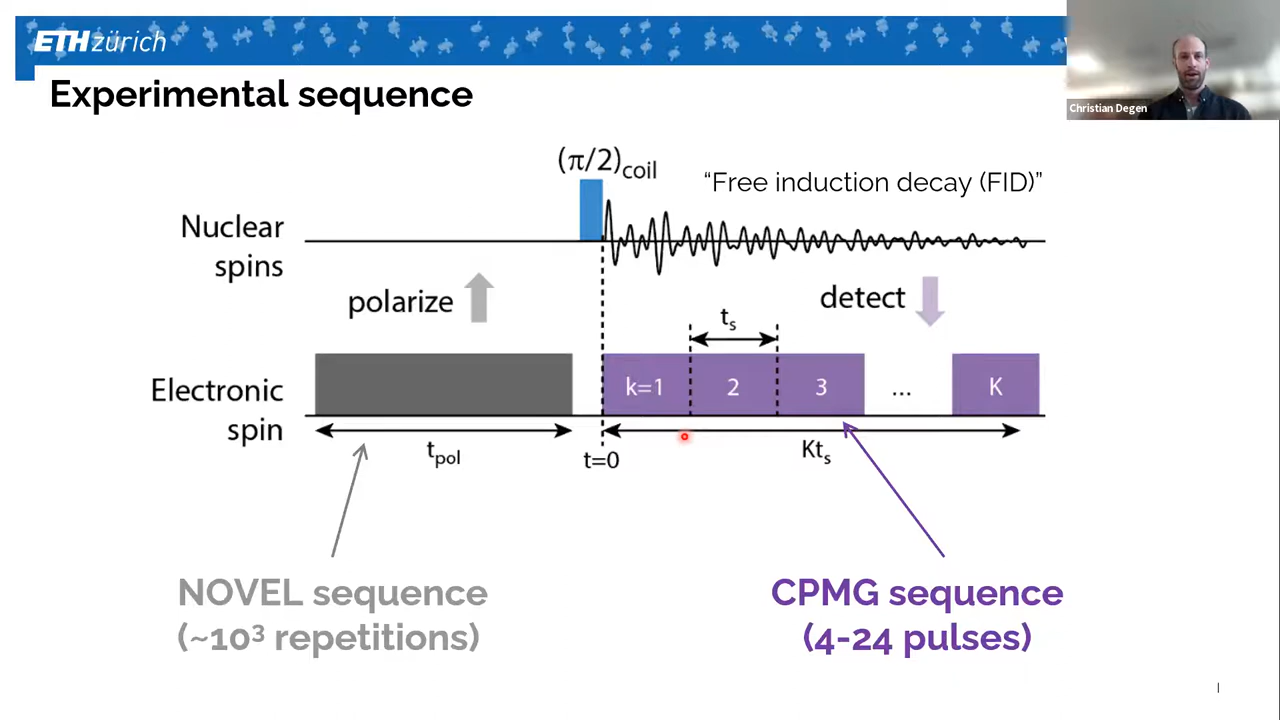 ETH zürich
Christian Degen
Experimental sequence
(π/2)coil
“Free induction decay (FID)”
Nuclear
spins
polarize
detect
ts
Electronic
spin
k=1
2
3
...
K
tpol
t=0
Kts
NOVEL sequence
(~10³ repetitions)
CPMG sequence
(4-24 pulses)